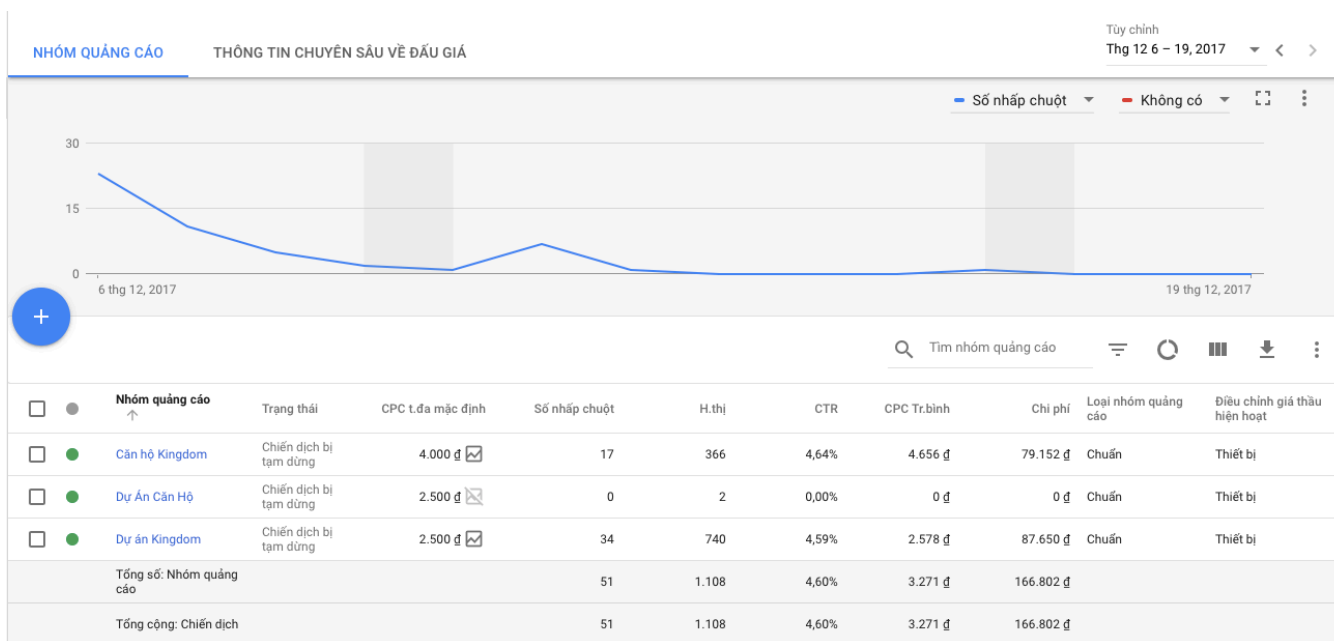 Tùy chỉnh
NHÓM QUẢNG CÁO THÔNG TIN CHUYÊN SÂU VỀ ĐẤU GIÁ Thg 12 6 – 19, 2017
Số nhấp chuột Không có
30
15
0
6 thg 12, 2017 19 thg 12, 2017
Tìm nhóm quảng cáo
Nhóm quảng cáo Trạng thái CPC t.đa mặc định Số nhấp chuột H.thị CTR CPC Tr.bình Chi phí Loại nhóm quảng cáo Điều chỉnh giá thầu hiện hoạt
Căn hộ Kingdom Chiến dịch bị tạm dừng 4.000 ₫ 17 366 4,64% 4.656 ₫ 79.152 ₫ Chuẩn Thiết bị
Dự Án Căn Hộ Chiến dịch bị tạm dừng 2.500 ₫ 0 2 0,00% 0 ₫ 0 ₫ Chuẩn Thiết bị
Dự án Kingdom Chiến dịch bị tạm dừng 2.500 ₫ 34 740 4,59% 2.578 ₫ 87.650 ₫ Chuẩn Thiết bị
Tổng số: Nhóm quảng cáo 51 1.108 4,60% 3.271 ₫ 166.802 ₫
Tổng cộng: Chiến dịch 51 1.108 4,60% 3.271 ₫ 166.802 ₫